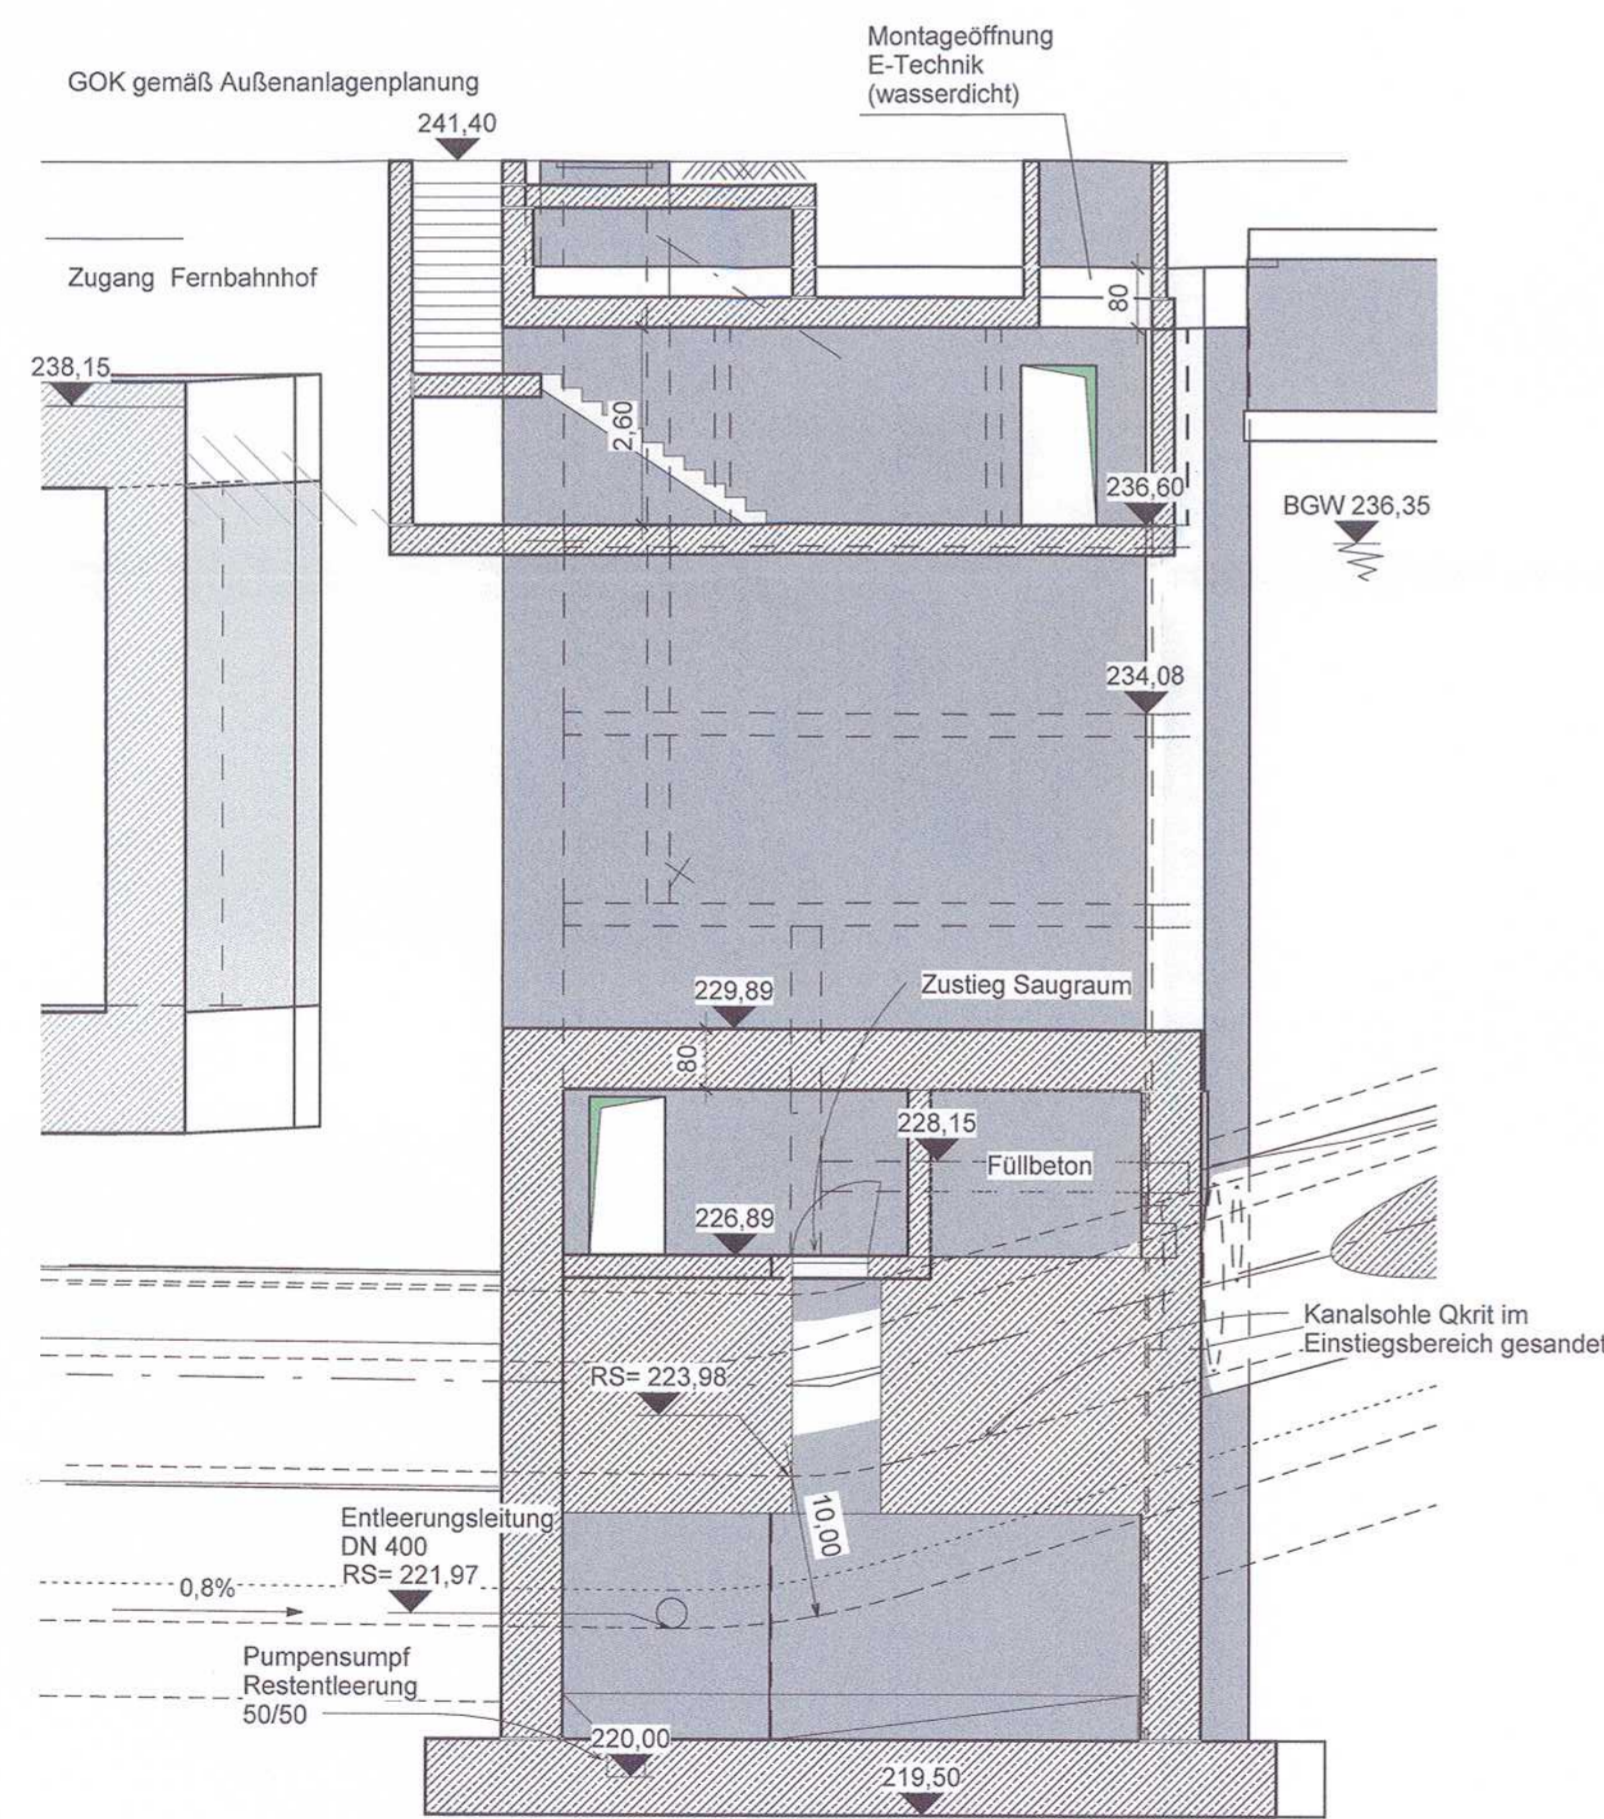 Montageöffnung
E-Technik
(wasserdicht)
GOK gemäß Außenanlagenplanung
241,40
Zugang Fernbahnhof
80
238,15
2,60
236,60
BGW 236,35
234,08
229,89
Zustieg Saugraum
80
228,15
Füllbeton
226,89
Kanalsohle Qkrit im
Einstiegsbereich gesandet
RS= 223,98
10,00
Entleerungsleitung
DN 400
RS= 221,97
0,8%
Pumpensumpf
Restentleerung
50/50
220,00
219,50